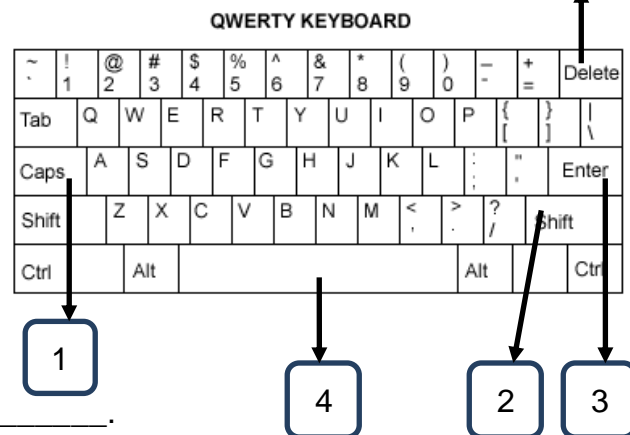 QWERTY KEYBOARD
~ ! @ # $ % ^ & * ( ) – +
` 1 2 3 4 5 6 7 8 9 0 - = Delete
Tab Q W E R T Y U I O P { } |
[ ] \
Caps A S D F G H J K L : " Enter
; '
Shift Z X C V B N M < > ? Shift
, . /
Ctrl Alt Alt Ctrl
1
4 2 3
______.